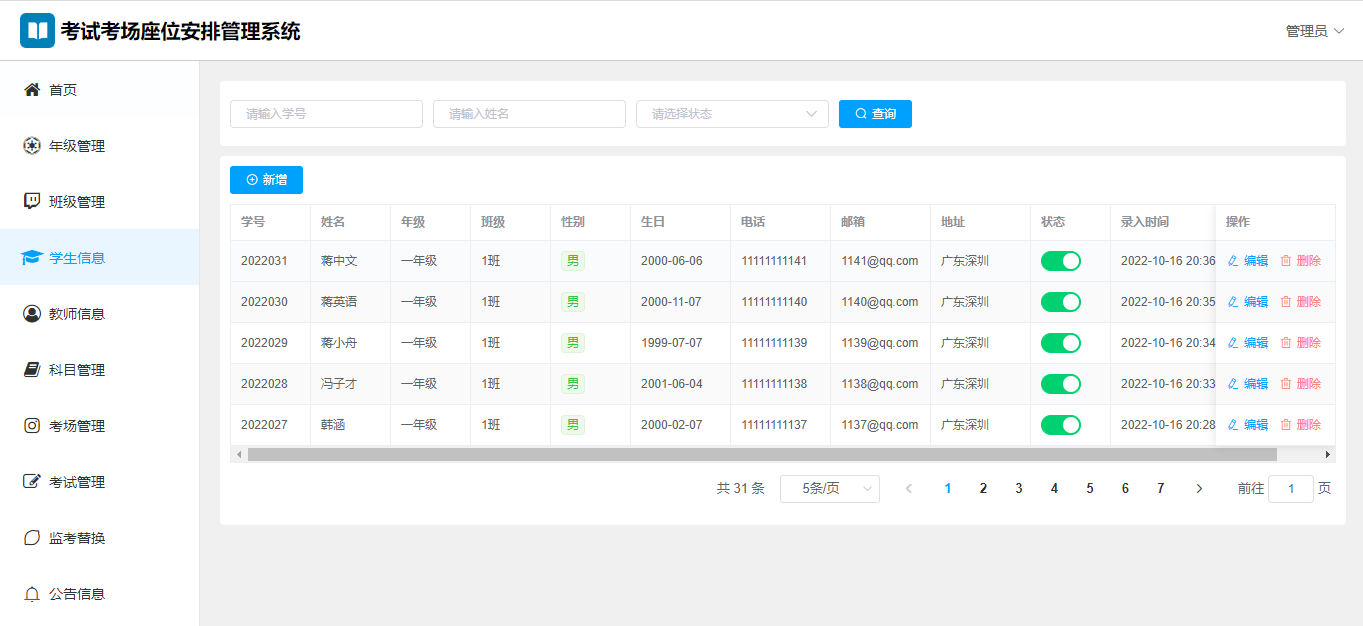 考试考场座位安排管理系统
管理员
首页
年级管理
班级管理
学生信息
教师信息
科目管理
考场管理
考试管理
监考替换
公告信息
请输入学号 请输入姓名 请选择状态 查询
新增
学号 姓名 年级 班级 性别 生日 电话 邮箱 地址 状态 录入时间 操作
2022031 蒋中文 一年级 1班 男 2000-06-06 11111111141 1141@qq.com 广东深圳 2022-10-16 20:36 编辑 删除
2022030 蒋英语 一年级 1班 男 2000-11-07 11111111140 1140@qq.com 广东深圳 2022-10-16 20:35 编辑 删除
2022029 蒋小舟 一年级 1班 男 1999-07-07 11111111139 1139@qq.com 广东深圳 2022-10-16 20:34 编辑 删除
2022028 冯子才 一年级 1班 男 2001-06-04 11111111138 1138@qq.com 广东深圳 2022-10-16 20:33 编辑 删除
2022027 韩涵 一年级 1班 男 2000-02-07 11111111137 1137@qq.com 广东深圳 2022-10-16 20:28 编辑 删除
共 31 条 5条/页 1 2 3 4 5 6 7 前往 1 页